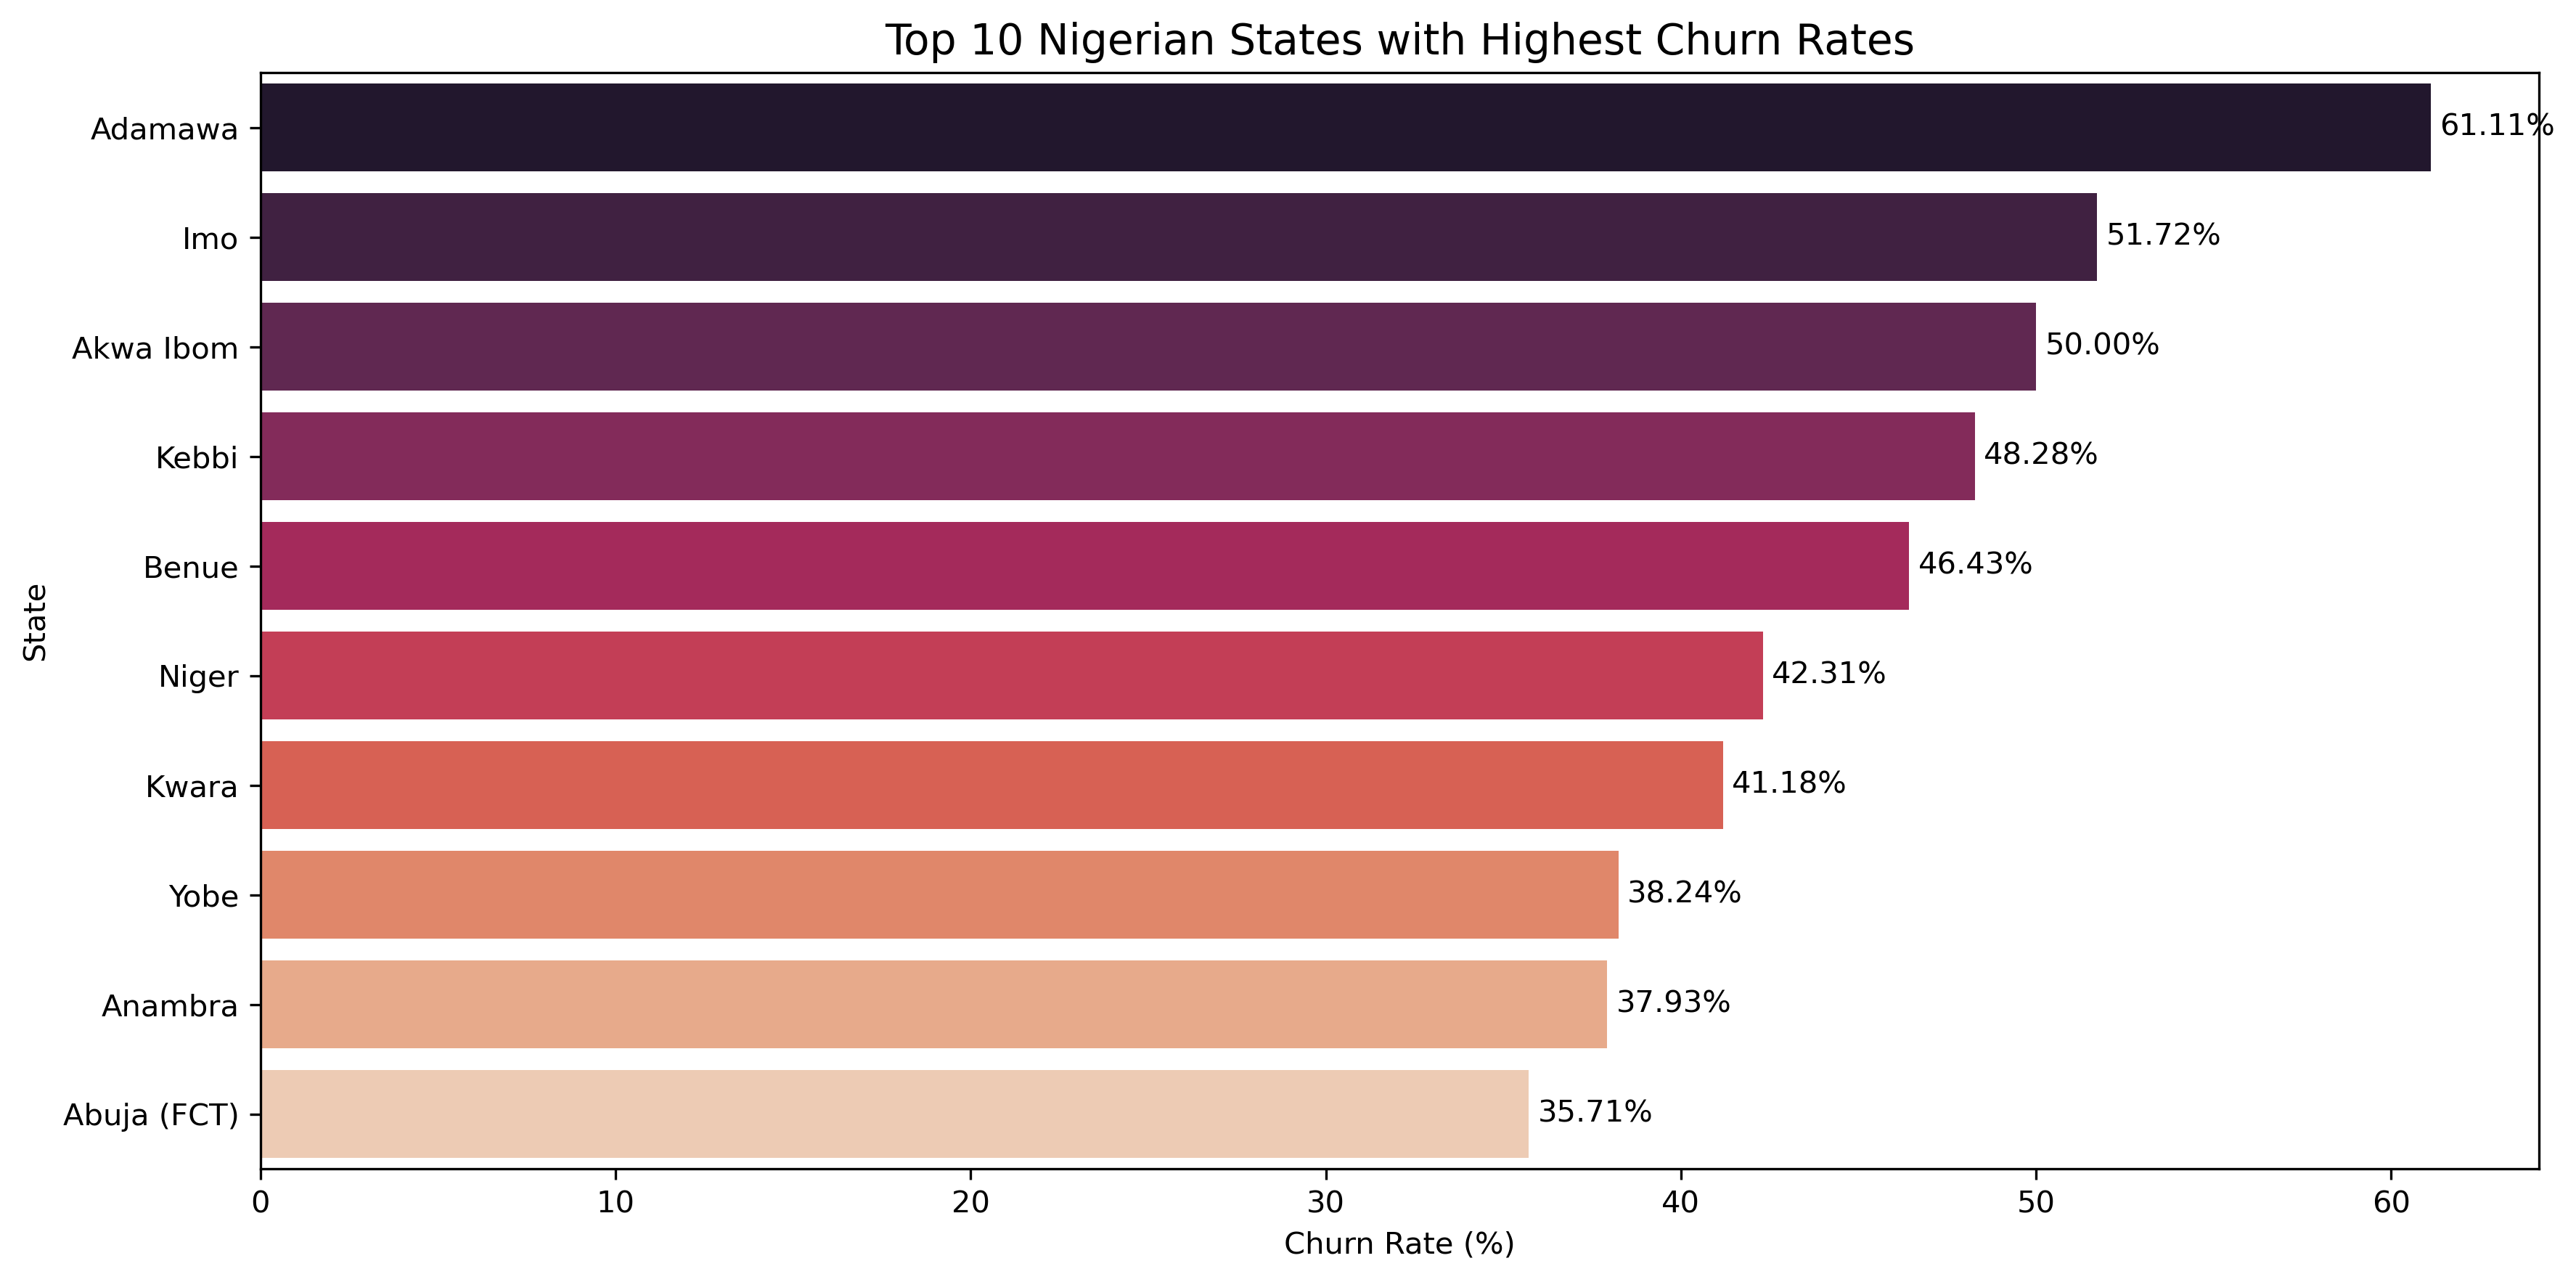 Top 10 Nigerian States with Highest Churn Rates
Adamawa
61.11%
Imo
51.72%
Akwa Ibom
50.00%
Kebbi
48.28%
Benue
46.43%
State
Niger
42.31%
Kwara
41.18%
Yobe
38.24%
Anambra
37.93%
Abuja (FCT)
35.71%
0 10 20 30 40 50 60
Churn Rate (%)